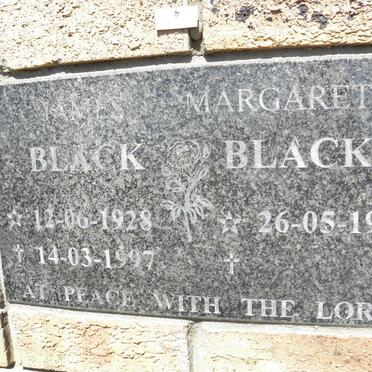 JAMES MARGARET
BLACK BLACK
☆ 12-06-1928 ☆ 26-05-19
† 14-03-1997 †
AT PEACE WITH THE LOR